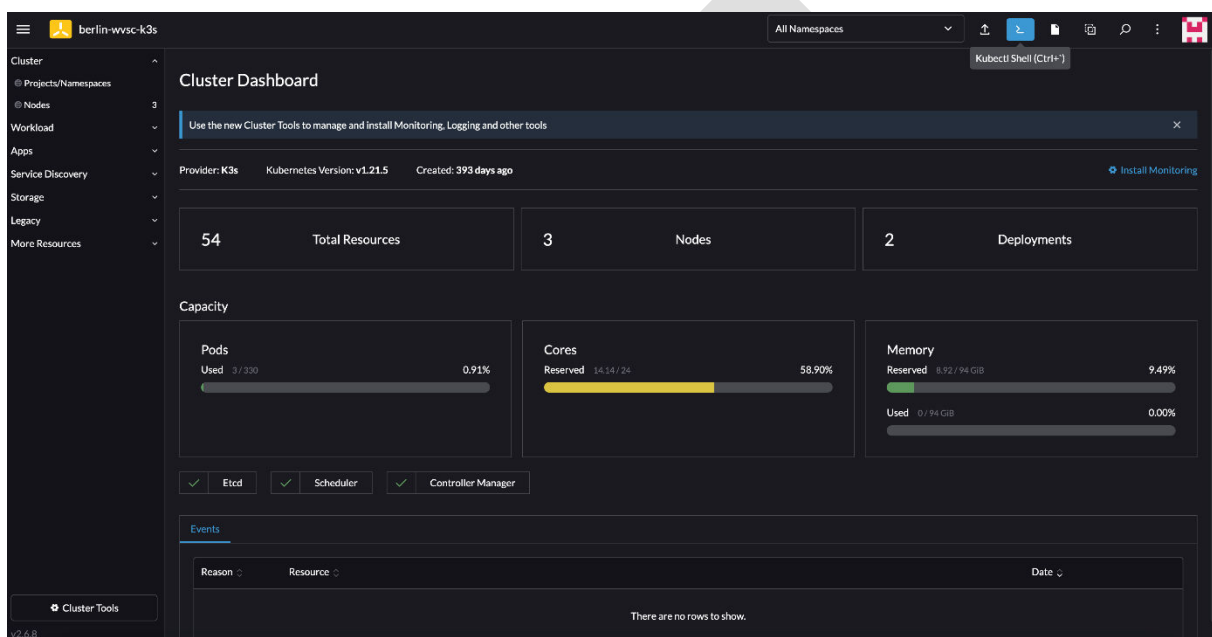 berlin-wvsc-k3s
All Namespaces
Kubectl Shell (Ctrl+`)
Cluster
Projects/Namespaces
Nodes 3
Workload
Apps
Service Discovery
Storage
Legacy
More Resources
Cluster Tools
v2.6.8
Cluster Dashboard
Use the new Cluster Tools to manage and install Monitoring, Logging and other tools
Provider: K3s Kubernetes Version: v1.21.5 Created: 393 days ago Install Monitoring
54 Total Resources 3 Nodes 2 Deployments
Capacity
Pods
Used 3/330 0.91%
Cores
Reserved 14.14/24 58.90%
Memory
Reserved 8.92/94 GiB 9.49%
Used 0/94 GiB 0.00%
Etcd Scheduler Controller Manager
Events
Reason Resource Date
There are no rows to show.